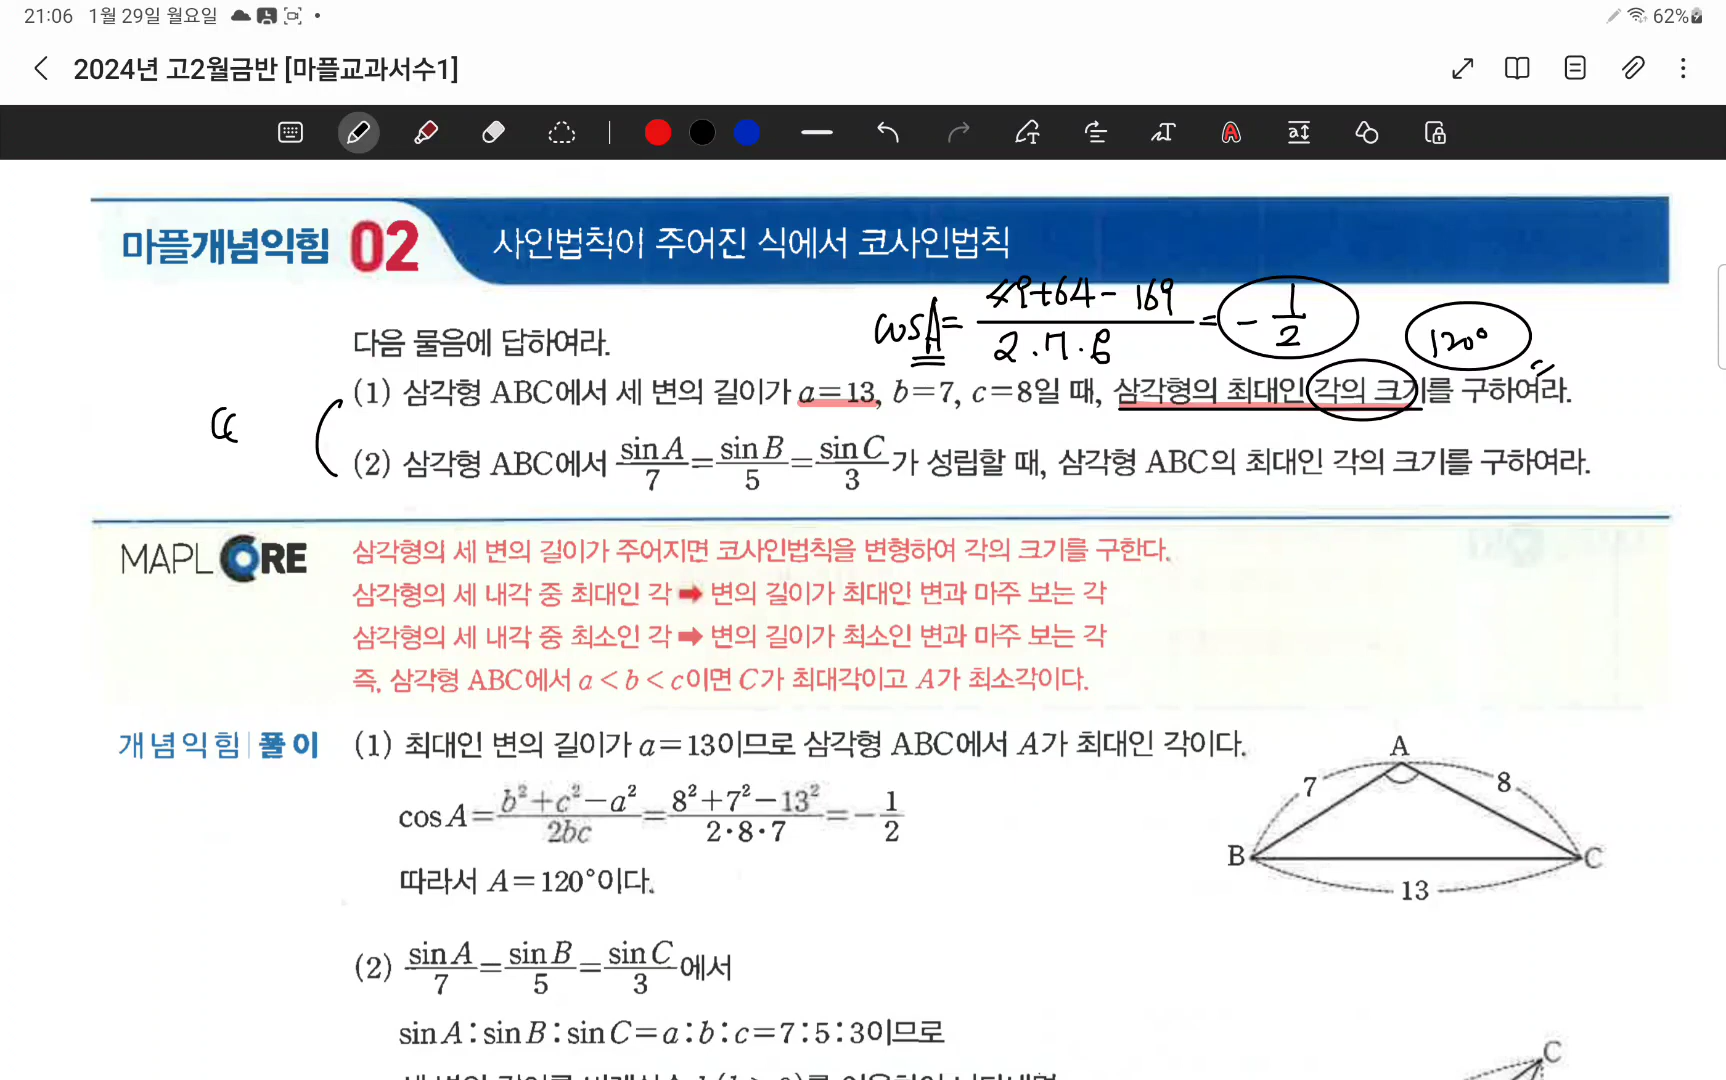 21:06 1월 29일 월요일
62%
2024년 고2월금반 [마플교과서수1]
마플개념익힘 02 사인법칙이 주어진 식에서 코사인법칙
cosA = (49+64-169)/(2·7·8) = -1/2
120°
다음 물음에 답하여라.
(1) 삼각형 ABC에서 세 변의 길이가 a=13, b=7, c=8일 때, 삼각형의 최대인 각의 크기를 구하여라.
(2) 삼각형 ABC에서 sinA/7=sinB/5=sinC/3가 성립할 때, 삼각형 ABC의 최대인 각의 크기를 구하여라.
MAPL CORE
삼각형의 세 변의 길이가 주어지면 코사인법칙을 변형하여 각의 크기를 구한다.
삼각형의 세 내각 중 최대인 각 ➡ 변의 길이가 최대인 변과 마주 보는 각
삼각형의 세 내각 중 최소인 각 ➡ 변의 길이가 최소인 변과 마주 보는 각
즉, 삼각형 ABC에서 a<b<c이면 C가 최대각이고 A가 최소각이다.
개념익힘 | 풀이 (1) 최대인 변의 길이가 a=13이므로 삼각형 ABC에서 A가 최대인 각이다.
cosA=(b²+c²-a²)/2bc=(8²+7²-13²)/(2·8·7)=-1/2
따라서 A=120°이다.
A
7 8
B C
13
(2) sinA/7=sinB/5=sinC/3에서
sinA:sinB:sinC=a:b:c=7:5:3이므로
C